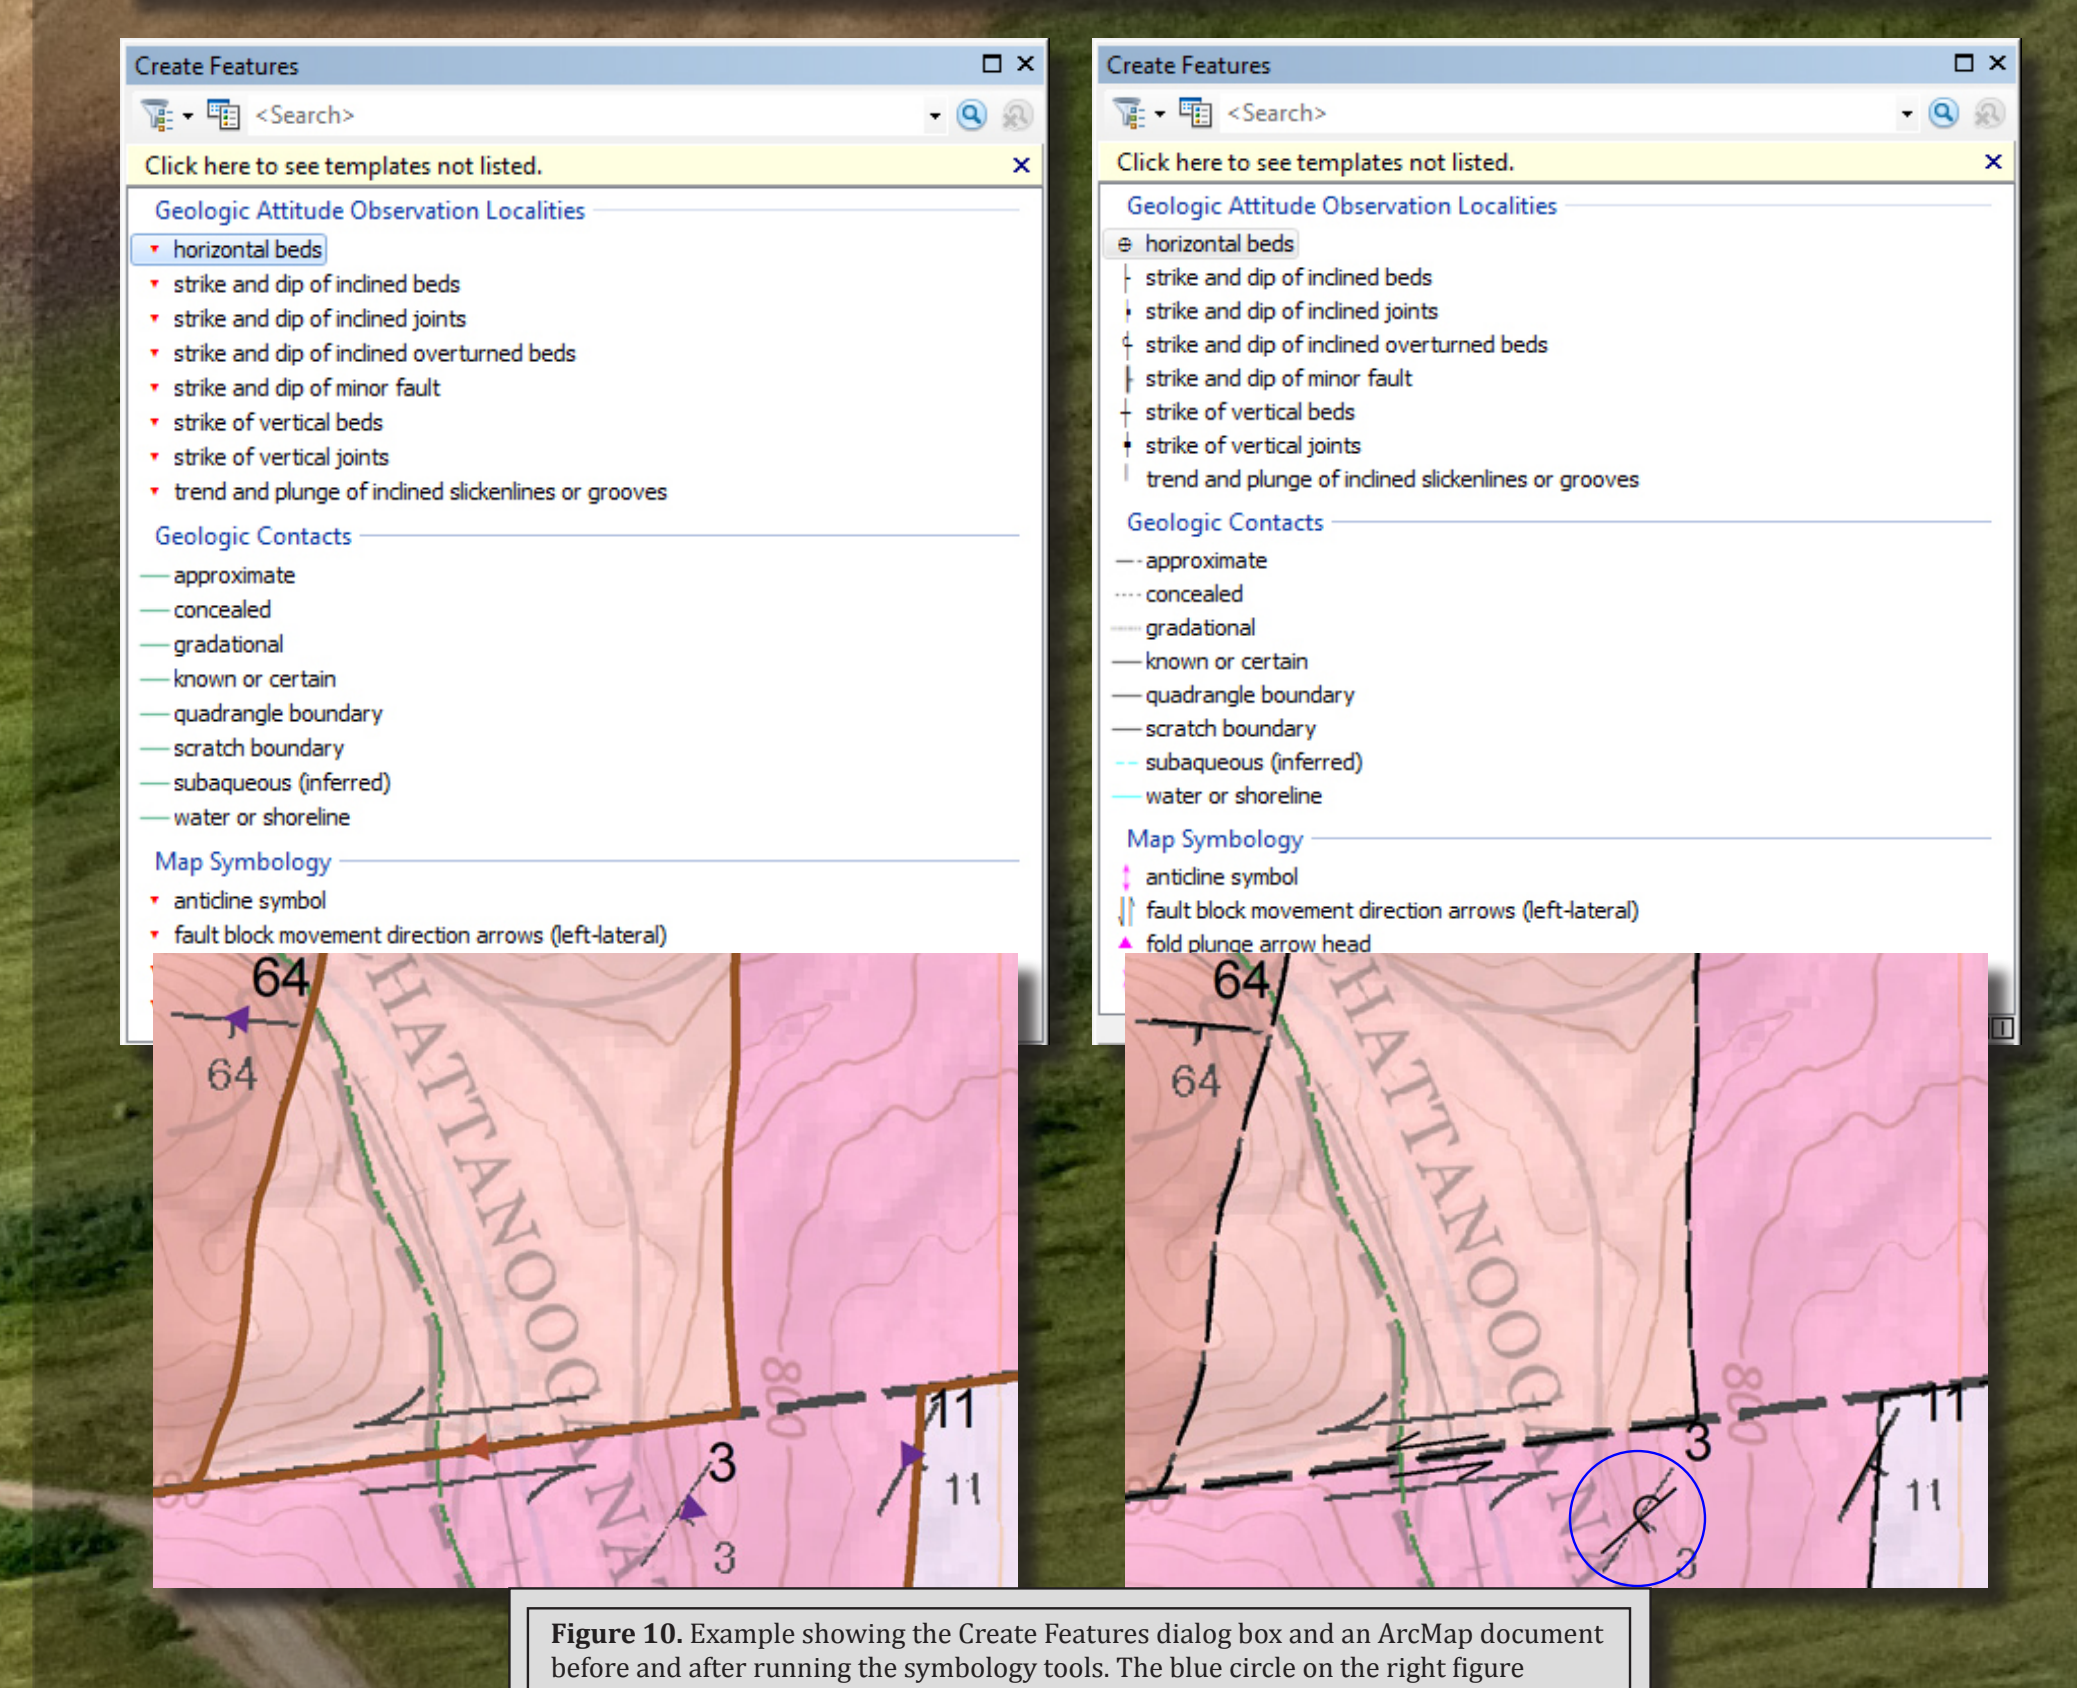 Create Features
<Search>
Click here to see templates not listed.
Geologic Attitude Observation Localities
horizontal beds
strike and dip of inclined beds
strike and dip of inclined joints
strike and dip of inclined overturned beds
strike and dip of minor fault
strike of vertical beds
strike of vertical joints
trend and plunge of inclined slickenlines or grooves
Geologic Contacts
approximate
concealed
gradational
known or certain
quadrangle boundary
scratch boundary
subaqueous (inferred)
water or shoreline
Map Symbology
anticline symbol
fault block movement direction arrows (left-lateral)
64
64
CHATTANOOGA
NA
800
11
11
3
3
Create Features
<Search>
Click here to see templates not listed.
Geologic Attitude Observation Localities
horizontal beds
strike and dip of inclined beds
strike and dip of inclined joints
strike and dip of inclined overturned beds
strike and dip of minor fault
strike of vertical beds
strike of vertical joints
trend and plunge of inclined slickenlines or grooves
Geologic Contacts
approximate
concealed
gradational
known or certain
quadrangle boundary
scratch boundary
subaqueous (inferred)
water or shoreline
Map Symbology
anticline symbol
fault block movement direction arrows (left-lateral)
fold plunge arrow head
64
64
CHATTANOOGA
NA
800
11
11
3
3
Figure 10. Example showing the Create Features dialog box and an ArcMap document
before and after running the symbology tools. The blue circle on the right figure